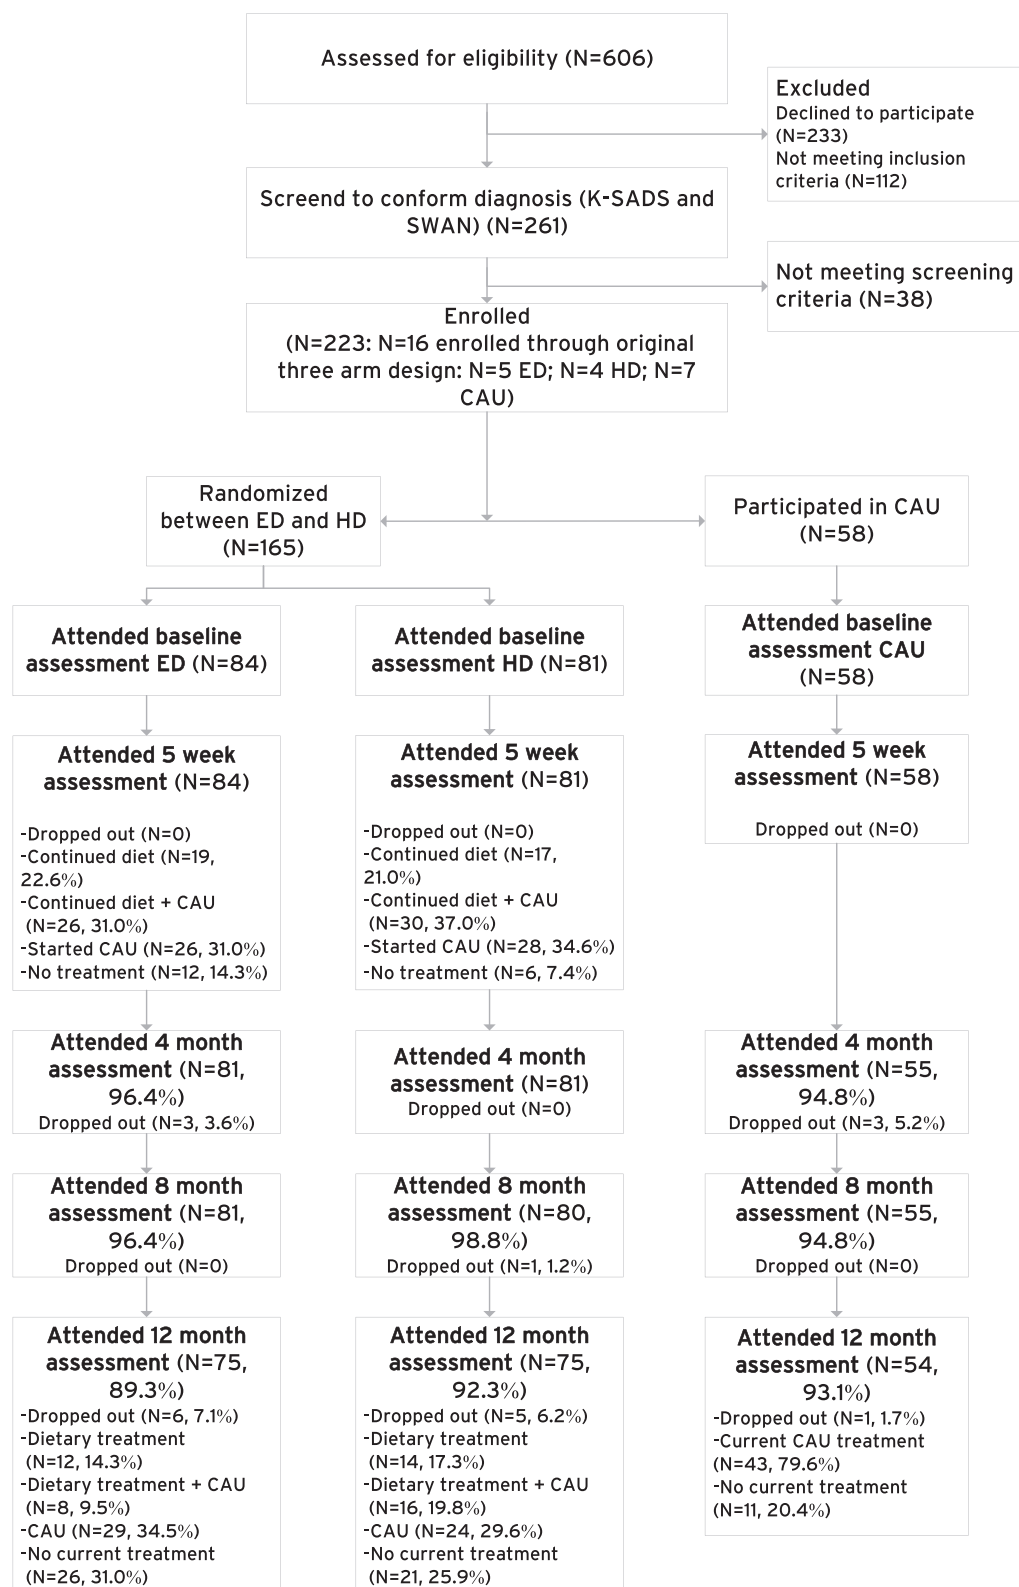 Assessed for eligibility (N=606)
Excluded
Declined to participate
(N=233)
Not meeting inclusion
criteria (N=112)
Screend to conform diagnosis (K-SADS and
SWAN) (N=261)
Not meeting screening
criteria (N=38)
Enrolled
(N=223: N=16 enrolled through original
three arm design: N=5 ED; N=4 HD; N=7
CAU)
Randomized
between ED and HD
(N=165)
Participated in CAU
(N=58)
Attended baseline
assessment ED (N=84)
Attended baseline
assessment HD (N=81)
Attended baseline
assessment CAU
(N=58)
Attended 5 week
assessment (N=84)
-Dropped out (N=0)
-Continued diet (N=19,
22.6%)
-Continued diet + CAU
(N=26, 31.0%)
-Started CAU (N=26, 31.0%)
-No treatment (N=12, 14.3%)
Attended 5 week
assessment (N=81)
-Dropped out (N=0)
-Continued diet (N=17,
21.0%)
-Continued diet + CAU
(N=30, 37.0%)
-Started CAU (N=28, 34.6%)
-No treatment (N=6, 7.4%)
Attended 5 week
assessment (N=58)
Dropped out (N=0)
Attended 4 month
assessment (N=81,
96.4%)
Dropped out (N=3, 3.6%)
Attended 4 month
assessment (N=81)
Dropped out (N=0)
Attended 4 month
assessment (N=55,
94.8%)
Dropped out (N=3, 5.2%)
Attended 8 month
assessment (N=81,
96.4%)
Dropped out (N=0)
Attended 8 month
assessment (N=80,
98.8%)
Dropped out (N=1, 1.2%)
Attended 8 month
assessment (N=55,
94.8%)
Dropped out (N=0)
Attended 12 month
assessment (N=75,
89.3%)
-Dropped out (N=6, 7.1%)
-Dietary treatment
(N=12, 14.3%)
-Dietary treatment + CAU
(N=8, 9.5%)
-CAU (N=29, 34.5%)
-No current treatment
(N=26, 31.0%)
Attended 12 month
assessment (N=75,
92.3%)
-Dropped out (N=5, 6.2%)
-Dietary treatment
(N=14, 17.3%)
-Dietary treatment + CAU
(N=16, 19.8%)
-CAU (N=24, 29.6%)
-No current treatment
(N=21, 25.9%)
Attended 12 month
assessment (N=54,
93.1%)
-Dropped out (N=1, 1.7%)
-Current CAU treatment
(N=43, 79.6%)
-No current treatment
(N=11, 20.4%)